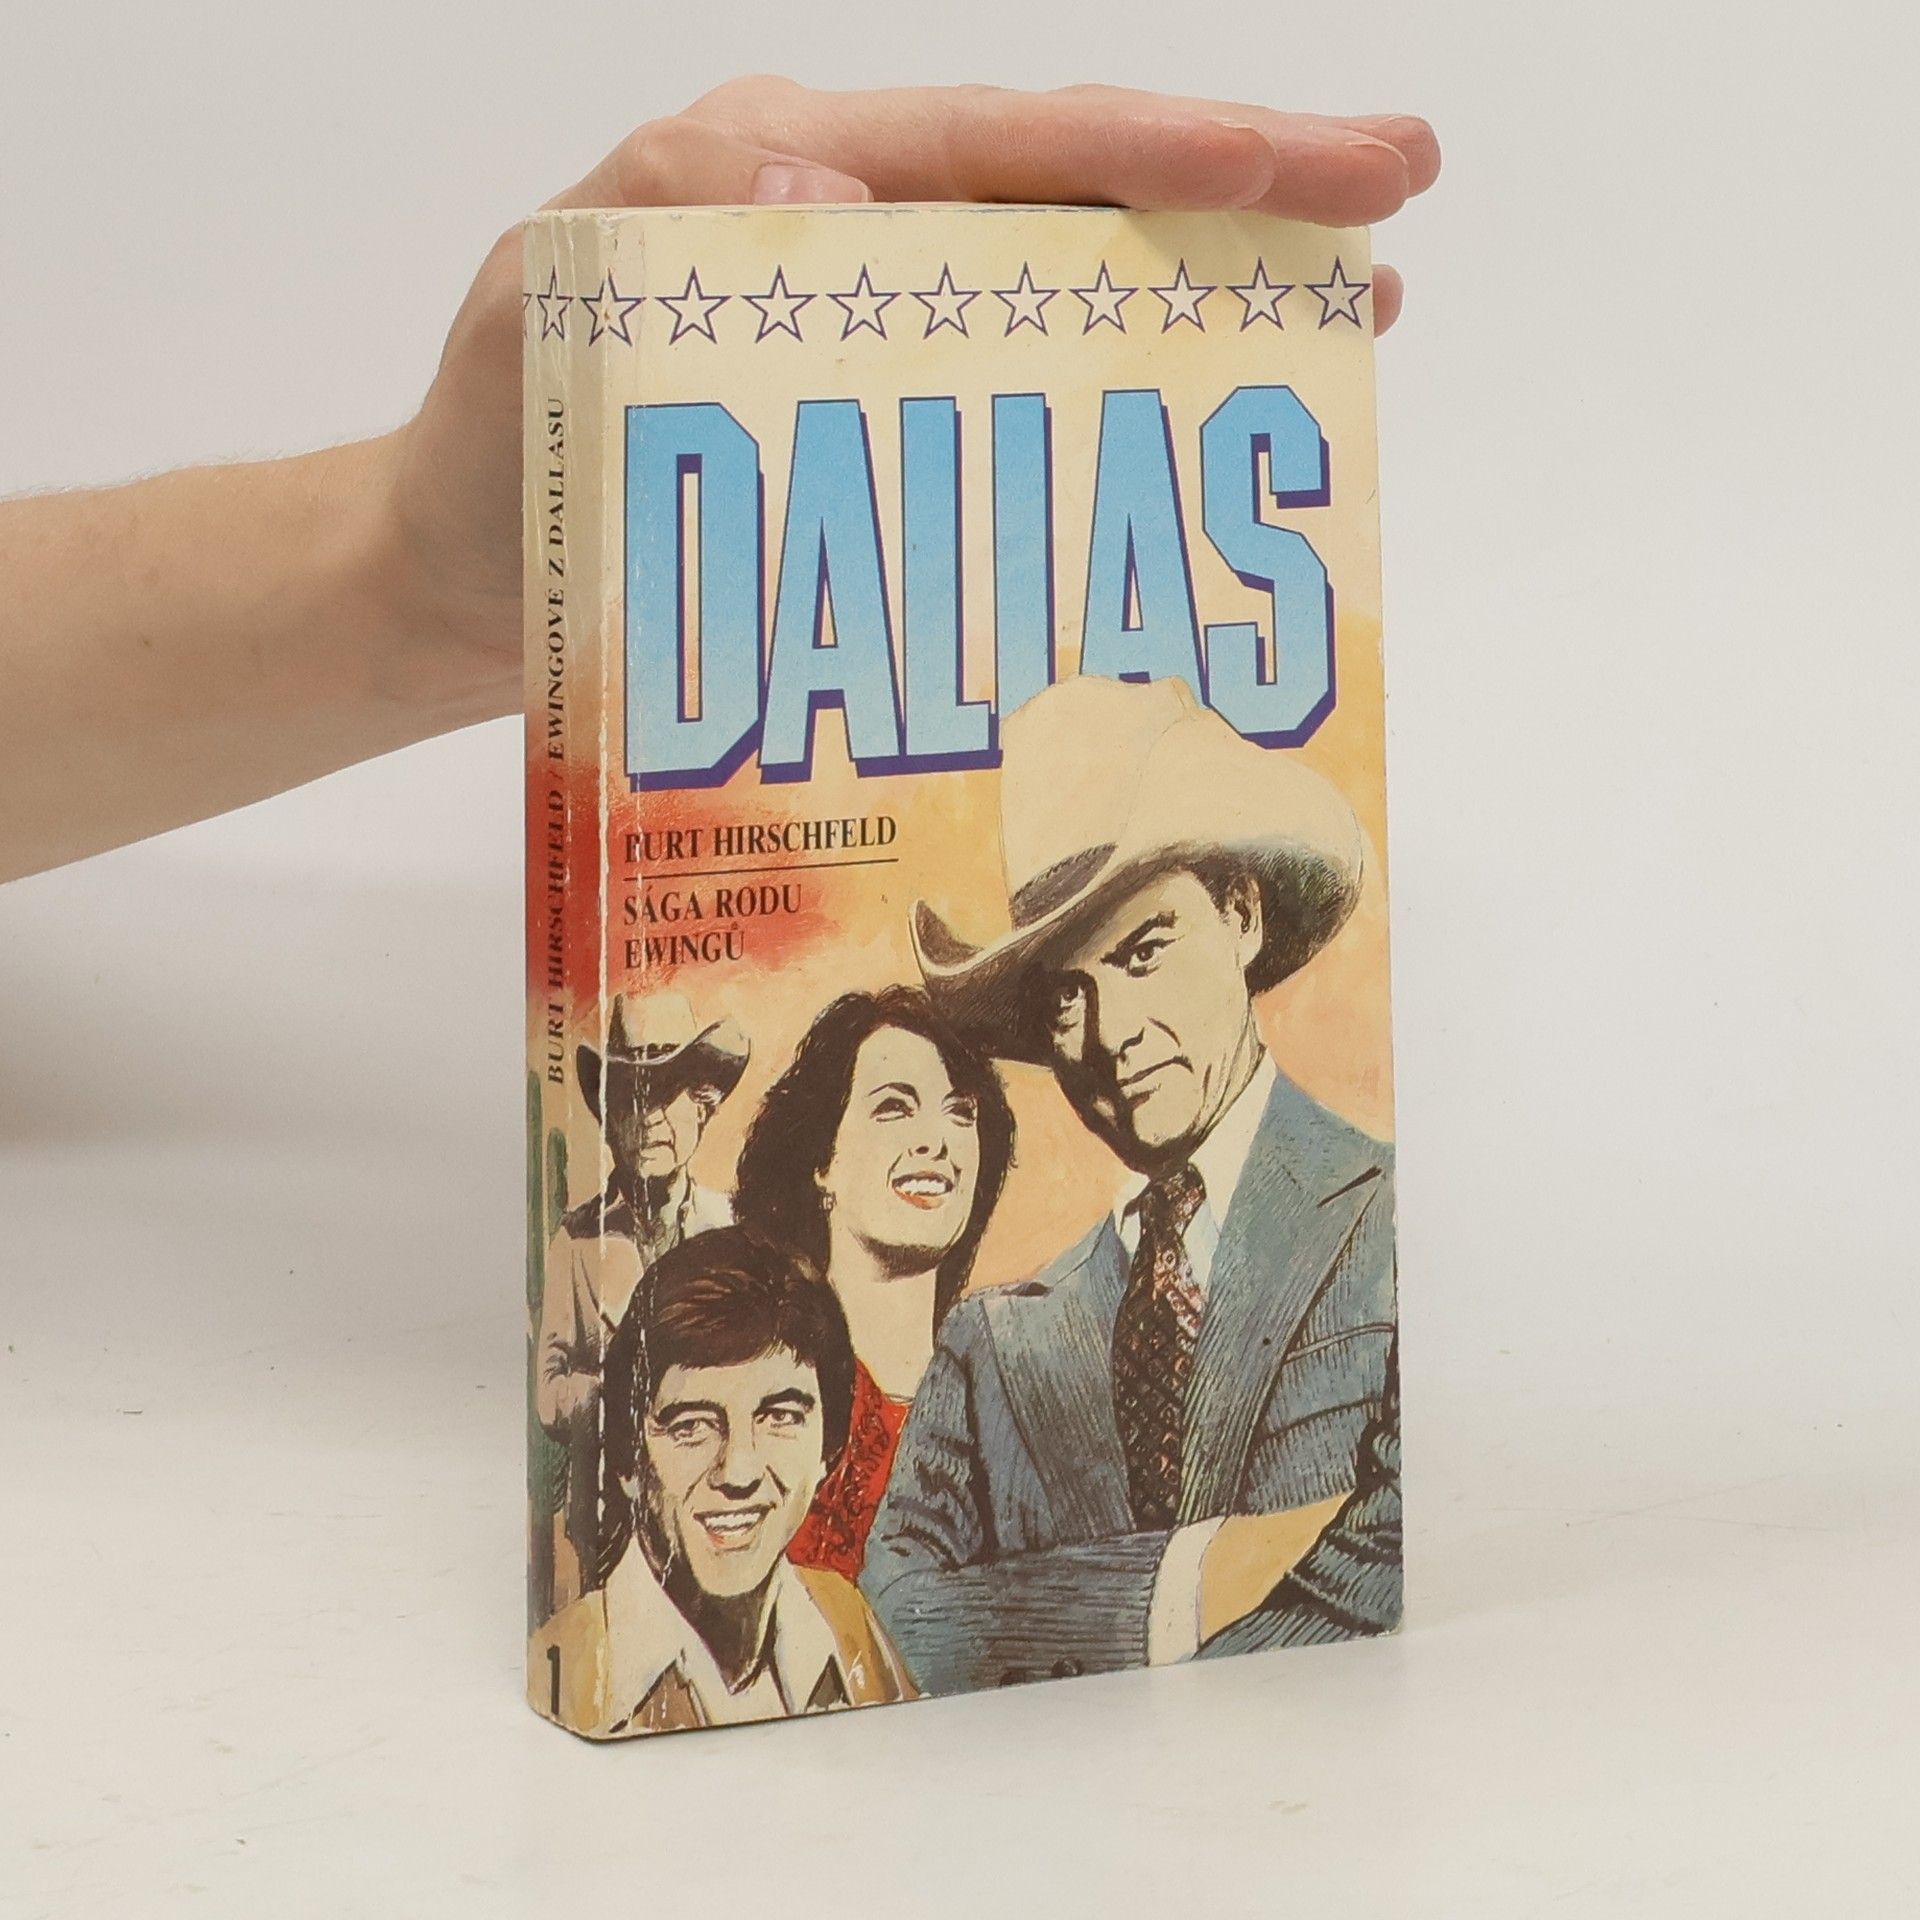 DALLAS
BURT HIRSCHFELD
SÁGA RODU
EWINGŮ
BURT HIRSCHFELD / EWINGOVÉ Z DALLASU
1